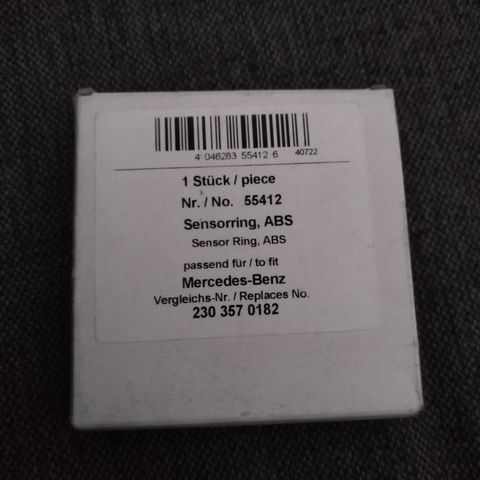 4 046283 55412 6 40722
1 Stück / piece
Nr. / No. 55412
Sensorring, ABS
Sensor Ring, ABS
passend für / to fit
Mercedes-Benz
Vergleichs-Nr. / Replaces No.
230 357 0182